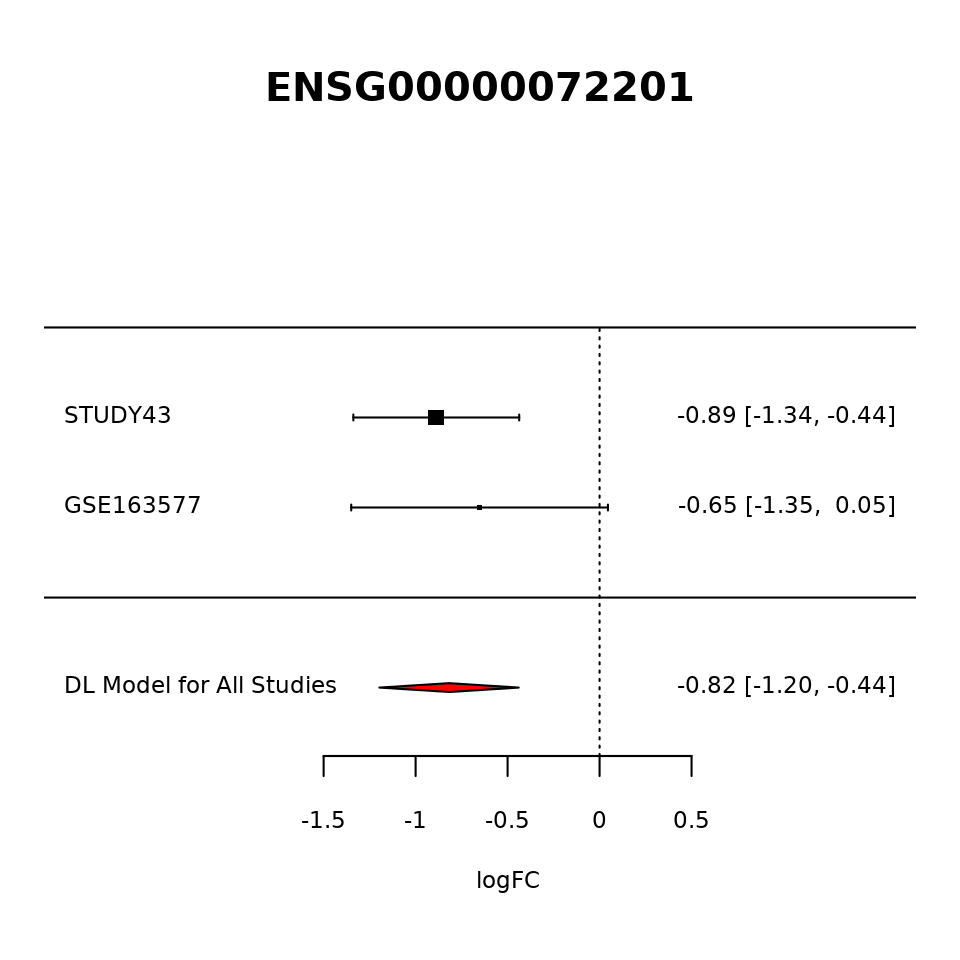 ENSG00000072201
STUDY43 -0.89 [-1.34, -0.44]
GSE163577 -0.65 [-1.35,  0.05]
DL Model for All Studies -0.82 [-1.20, -0.44]
-1.5 -1 -0.5 0 0.5
logFC